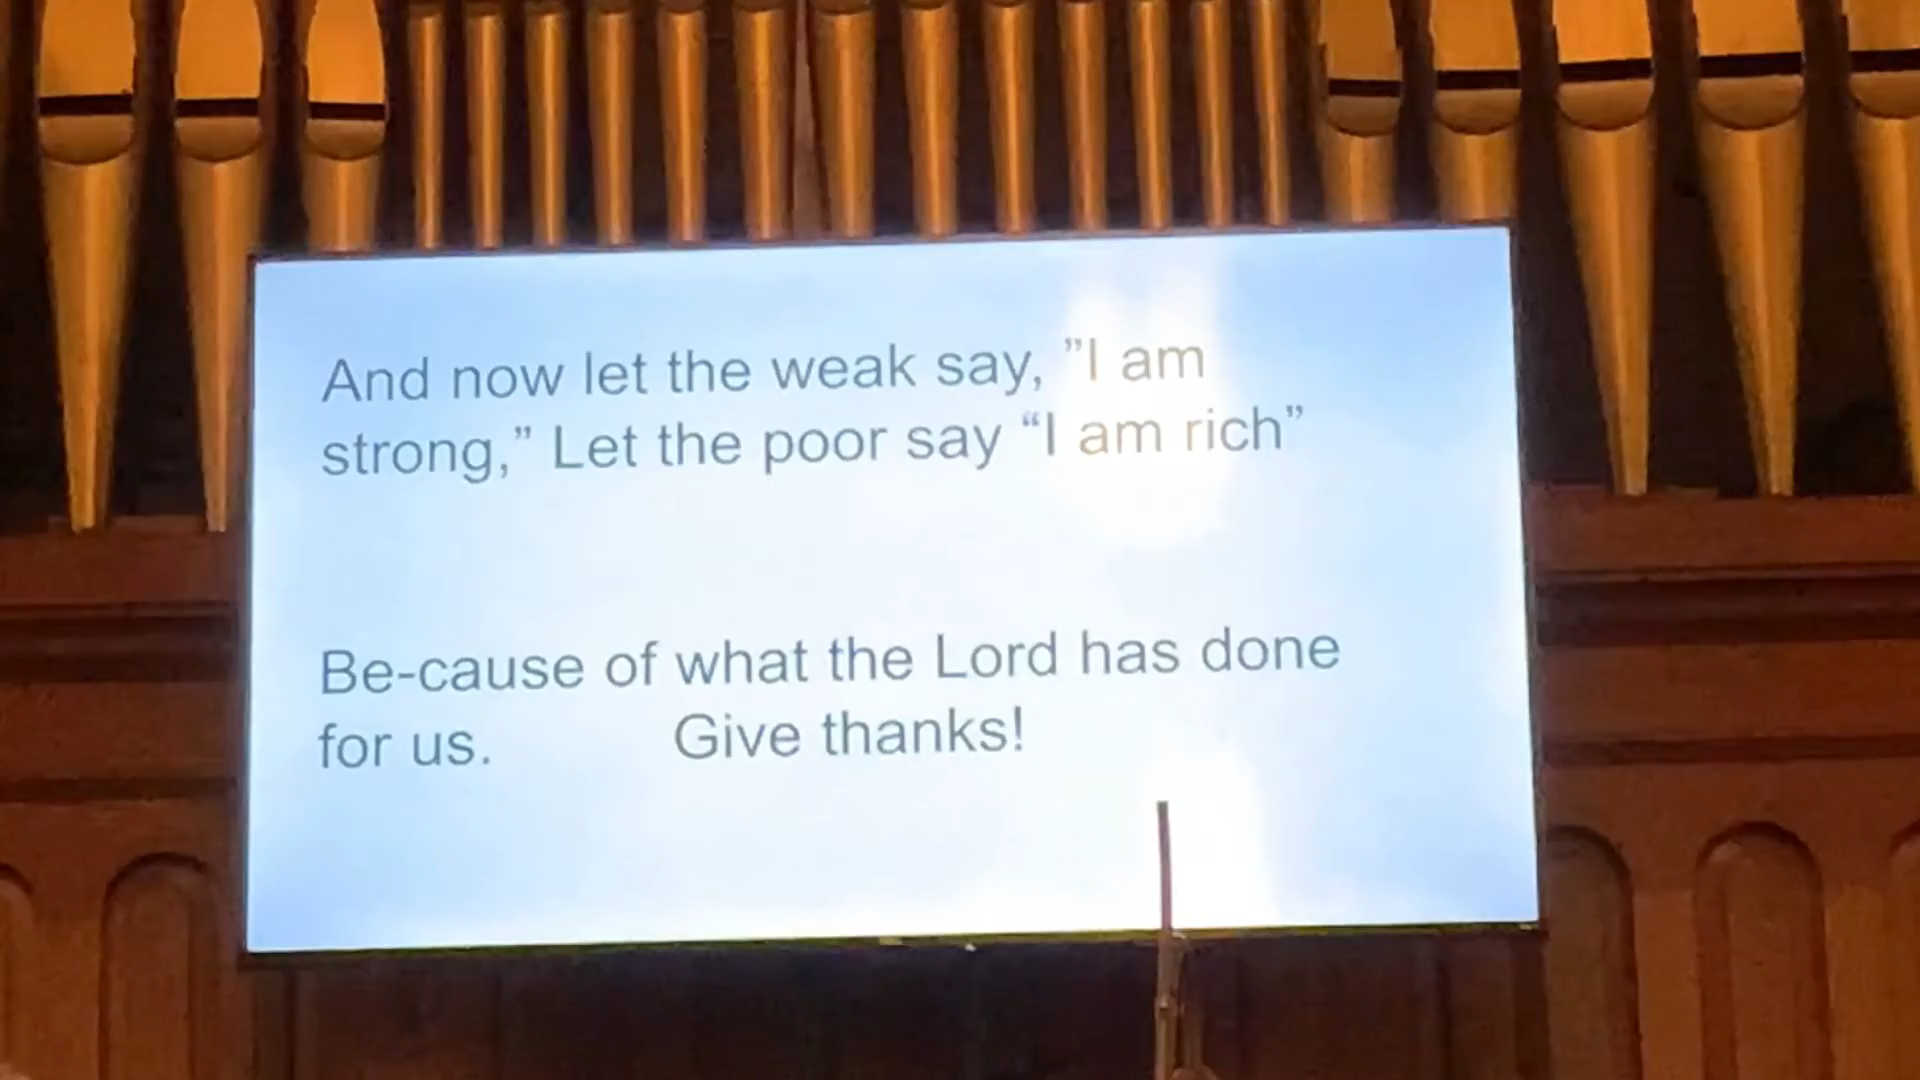 And now let the weak say, ”I am
strong,” Let the poor say “I am rich”
Be-cause of what the Lord has done
for us. Give thanks!